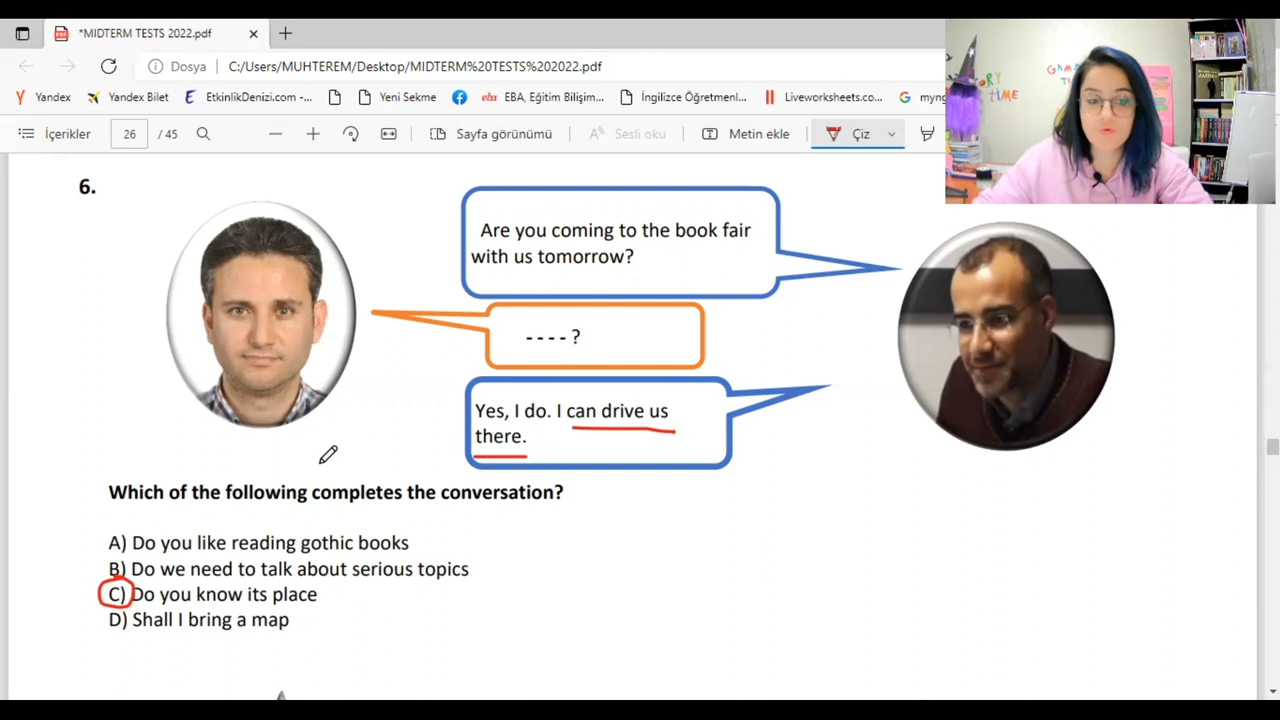 *MIDTERM TESTS 2022.pdf
Dosya
C:/Users/MUHTEREM/Desktop/MIDTERM%20TESTS%202022.pdf
Yandex
Yandex Bilet
EtkinlikDenizi.com -...
Yeni Sekme
eba
EBA, Eğitim Bilişim...
İngilizce Öğretmenl...
Liveworksheets.co...
myng
İçerikler
26
/ 45
Sayfa görünümü
Sesli oku
Metin ekle
Çiz
6.
Are you coming to the book fair
with us tomorrow?
- - - - ?
Yes, I do. I can drive us
there.
Which of the following completes the conversation?
A) Do you like reading gothic books
B) Do we need to talk about serious topics
C) Do you know its place
D) Shall I bring a map